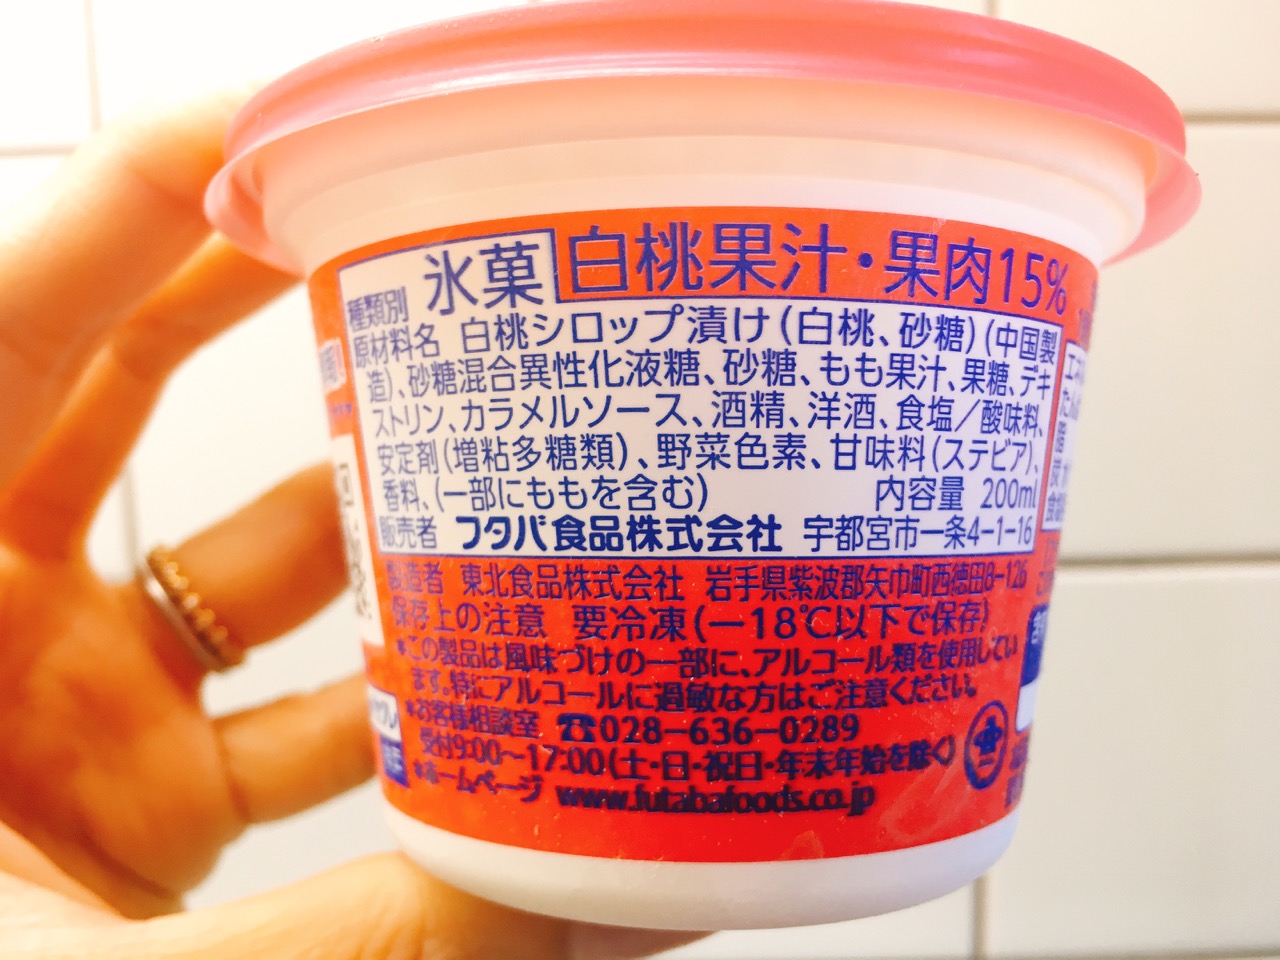 種類別 氷菓 白桃果汁・果肉15%
原材料名 白桃シロップ漬け(白桃、砂糖)(中国製
造)、砂糖混合異性化液糖、砂糖、もも果汁、果糖、デキ
ストリン、カラメルソース、酒精、洋酒、食塩/酸味料、
安定剤(増粘多糖類)、野菜色素、甘味料(ステビア)、
香料、(一部にももを含む) 内容量 200ml
販売者 フタバ食品株式会社 宇都宮市一条4-1-16
製造者 東北食品株式会社 岩手県紫波郡矢巾町西徳田8-126
保存上の注意 要冷凍(-18℃以下で保存)
*この製品は風味づけの一部に、アルコール類を使用してい
ます。特にアルコールに過敏な方はご注意ください。
*お客様相談室 ☎028-636-0289
受付9:00~17:00(土・日・祝日・年末年始を除く)
*ホームページ www.futabafoods.co.jp